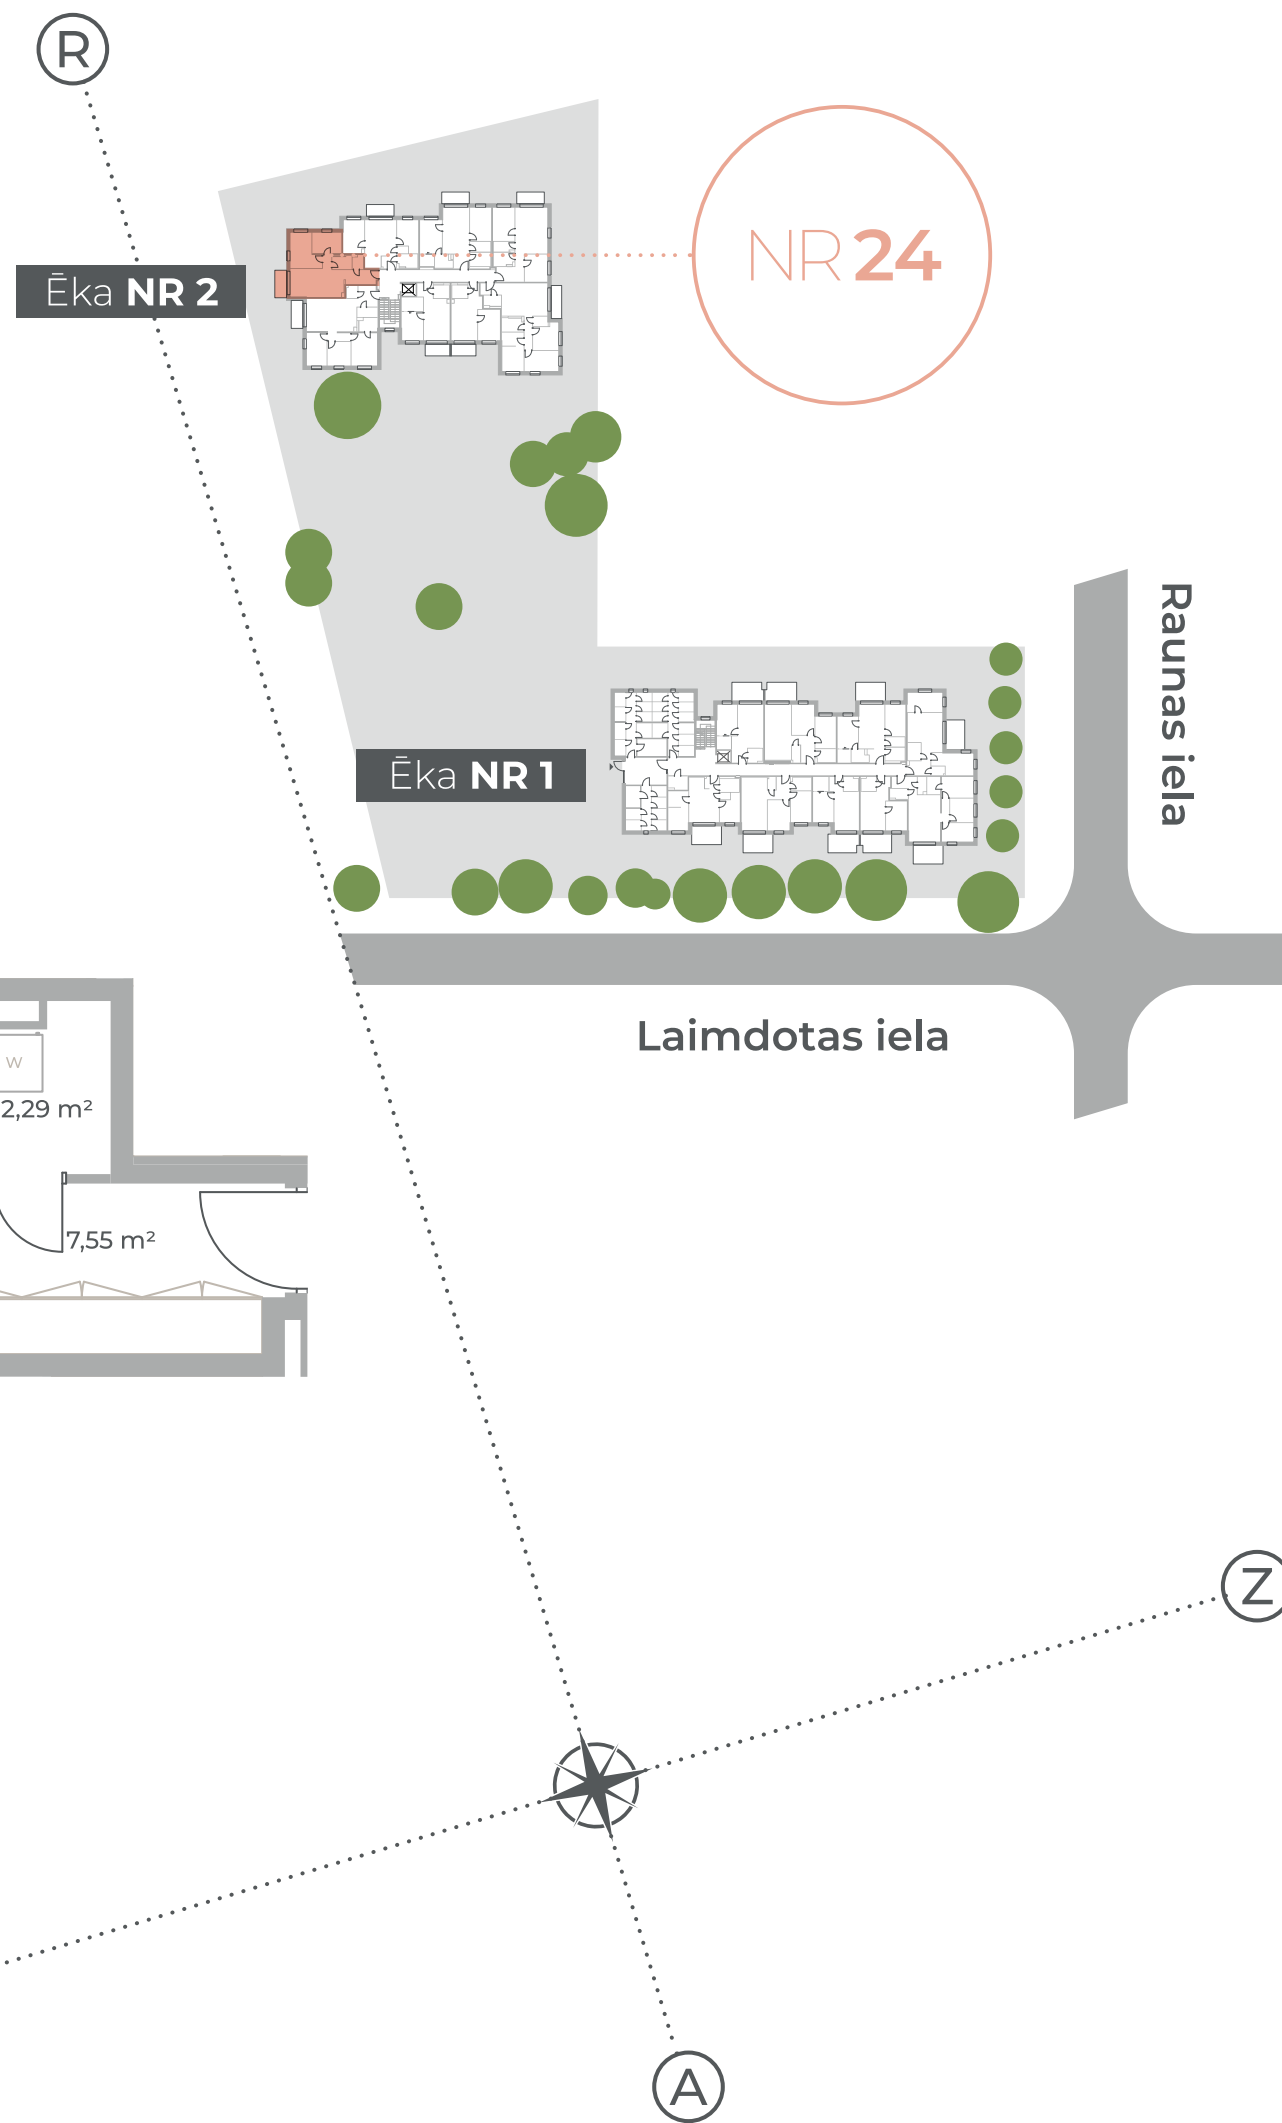 R
NR 24
Ēka NR 2
Raunas iela
Ēka NR 1
Laimdotas iela
W
2,29 m²
7,55 m²
Z
A